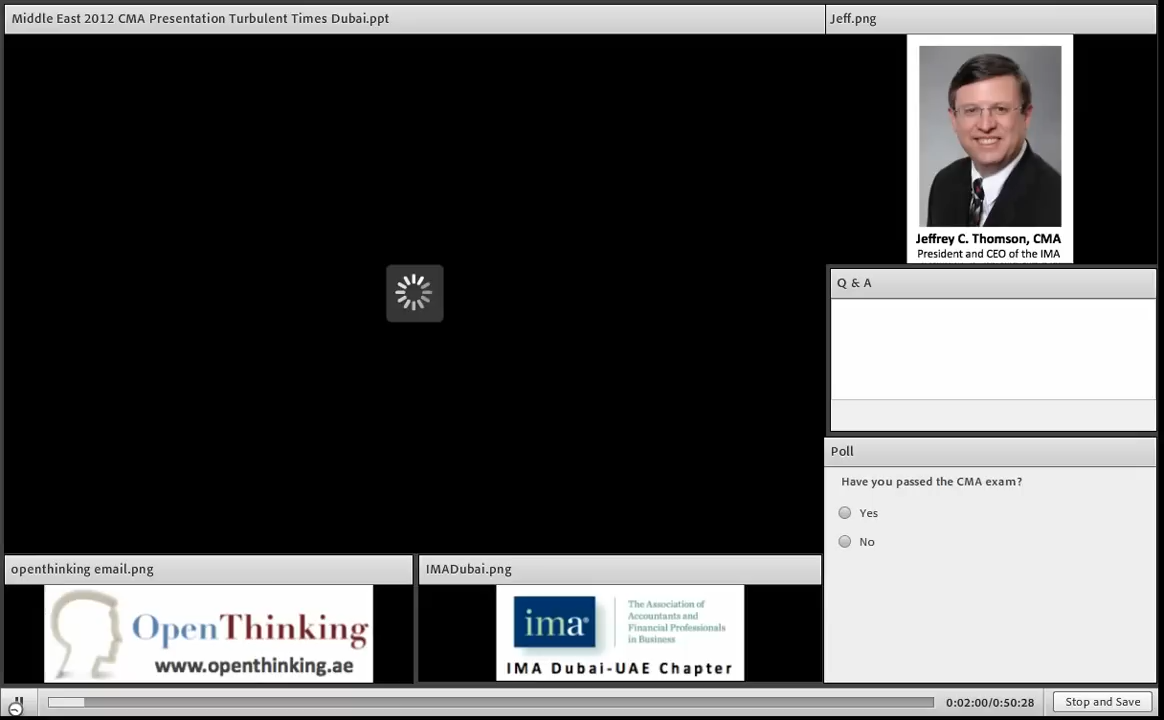 Middle East 2012 CMA Presentation Turbulent Times Dubai.ppt
Jeff.png
Jeffrey C. Thomson, CMA
President and CEO of the IMA
Q & A
Poll
Have you passed the CMA exam?
Yes
No
openthinking email.png
OpenThinking
www.openthinking.ae
IMADubai.png
ima®
The Association of
Accountants and
Financial Professionals
in Business
IMA Dubai-UAE Chapter
0:02:00/0:50:28
Stop and Save